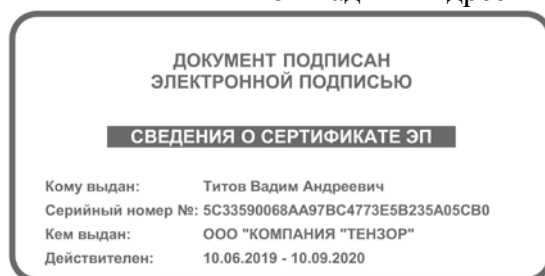 ДОКУМЕНТ ПОДПИСАН
ЭЛЕКТРОННОЙ ПОДПИСЬЮ
СВЕДЕНИЯ О СЕРТИФИКАТЕ ЭП
Кому выдан: Титов Вадим Андреевич
Серийный номер №: 5C33590068AA97BC4773E5B235A05CB0
Кем выдан: ООО "КОМПАНИЯ "ТЕНЗОР"
Действителен: 10.06.2019 - 10.09.2020